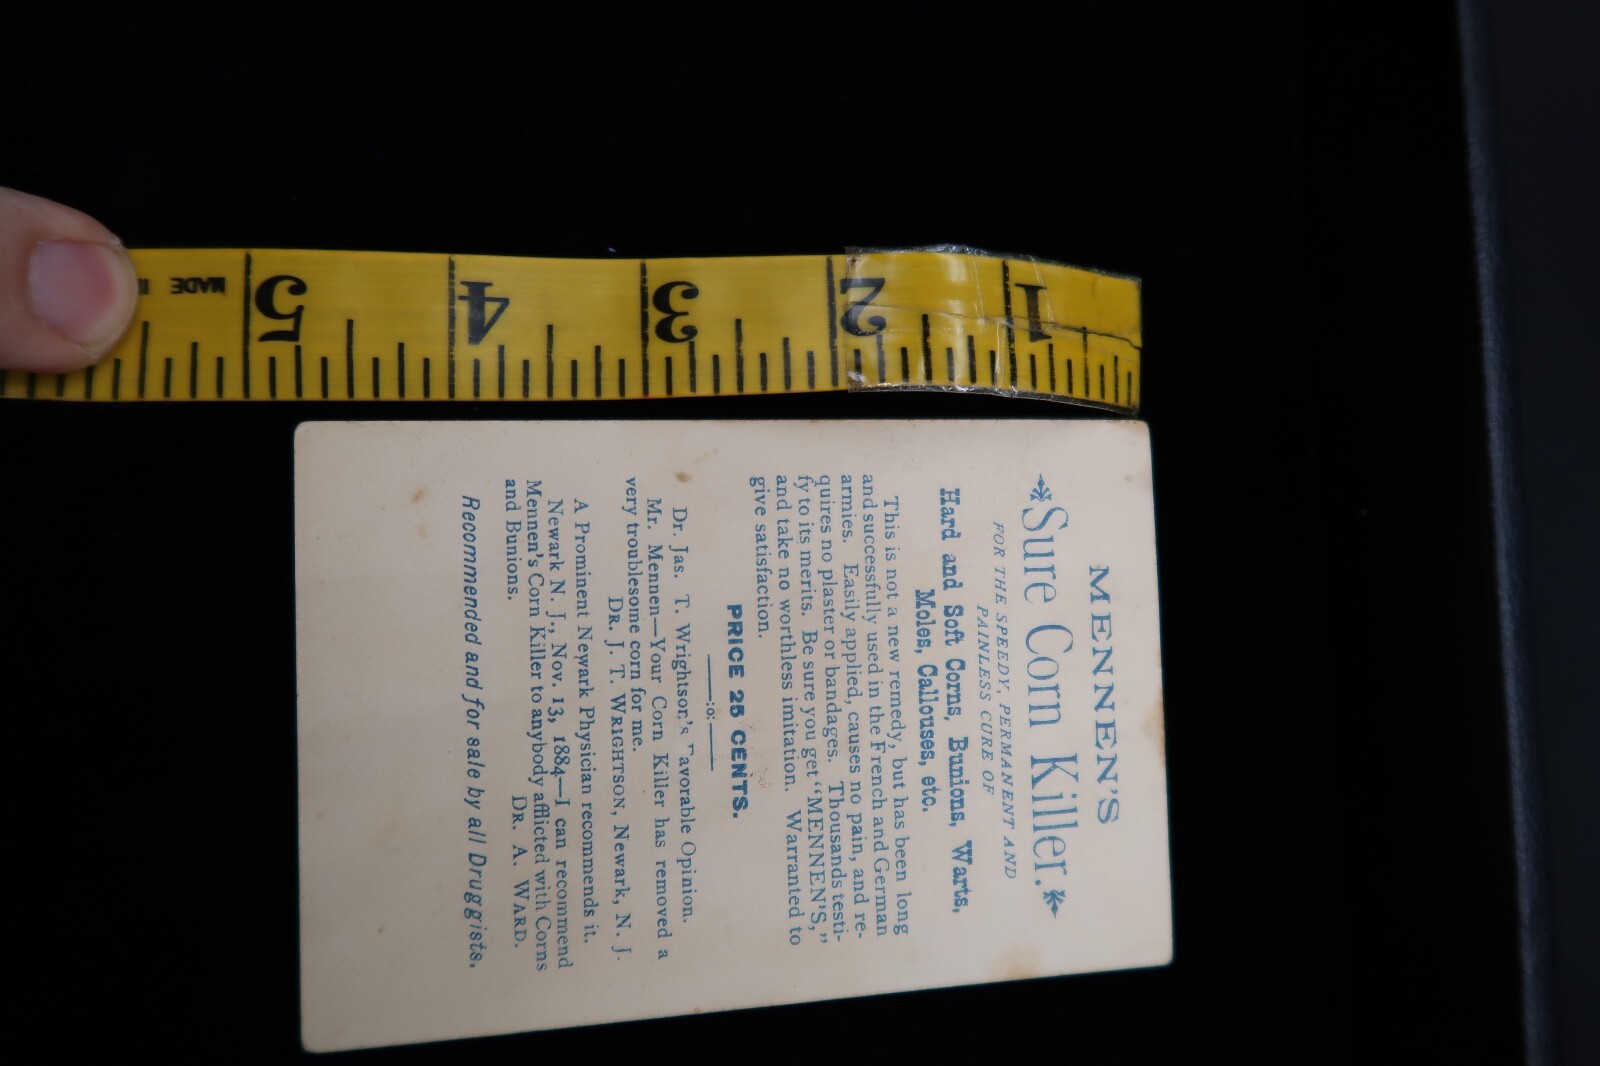 MENNEN'S
Sure Corn Killer.
FOR THE SPEEDY, PERMANENT AND
PAINLESS CURE OF
Hard and Soft Corns, Bunions, Warts,
Moles, Callouses, etc.
This is not a new remedy, but has been long
and successfully used in the French and German
armies. Easily applied, causes no pain, and re-
quires no plaster or bandages. Thousands testi-
fy to its merits. Be sure you get "MENNEN'S,"
and take no worthless imitation. Warranted to
give satisfaction.
PRICE 25 CENTS.
—:o:—
Dr. Jas. T. Wrightson's Favorable Opinion.
Mr. Mennen—Your Corn Killer has removed a
very troublesome corn for me.
DR. J. T. WRIGHTSON, Newark, N. J.
A Prominent Newark Physician recommends it.
Newark N. J., Nov. 13, 1884—I can recommend
Mennen's Corn Killer to anybody afflicted with Corns
and Bunions.
DR. A. WARD.
Recommended and for sale by all Druggists.
1 2 3 4 5
MADE